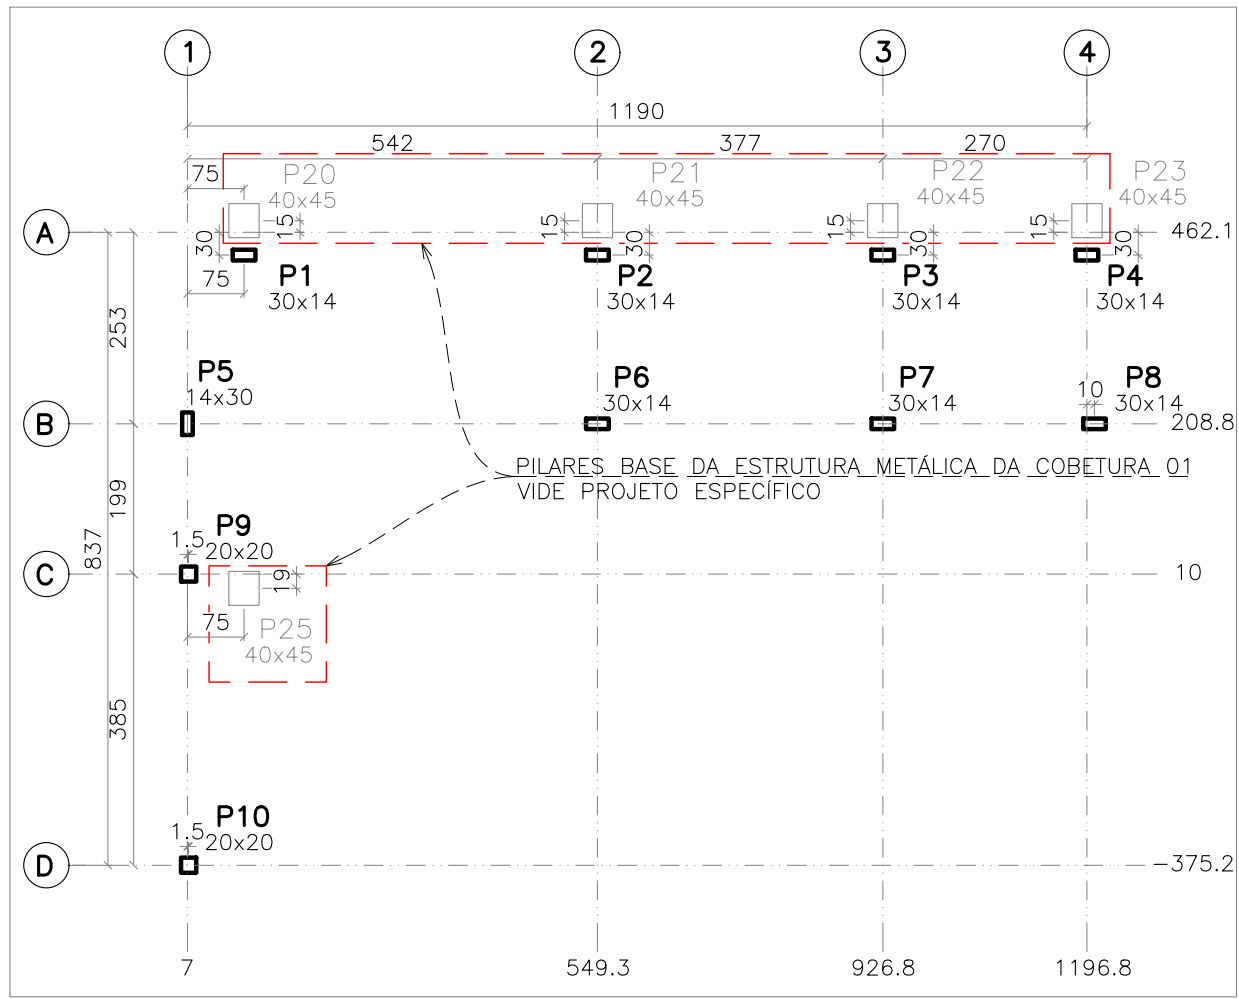 1 2 3 4
1190
542 377 270
75
P20
40x45
P21
40x45
P22
40x45
P23
40x45
15 15 15 15
A
462.1
30 30 30 30
P1
30x14
P2
30x14
P3
30x14
P4
30x14
75
253
P5
14x30
P6
30x14
P7
30x14
10
P8
30x14
B
208.8
PILARES BASE DA ESTRUTURA METÁLICA DA COBETURA 01
VIDE PROJETO ESPECÍFICO
199
837
P9
1.5
20x20
C
10
19
75
P25
40x45
385
P10
1.5
20x20
D
-375.2
7 549.3 926.8 1196.8